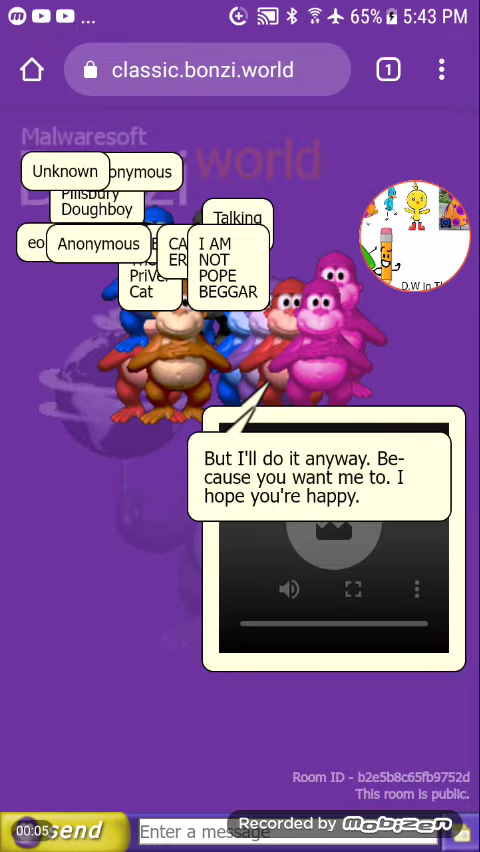 65% 5:43 PM
classic.bonzi.world
1
Malwaresoft
world
Unknown
onymous
Pillsbury
Doughboy
Talking
Anonymous
I AM
NOT
POPE
BEGGAR
CA
ER
PriVei
Cat
D.W In Th
But I'll do it anyway. Be-
cause you want me to. I
hope you're happy.
Room ID - b2e5b8c65fb9752d
This room is public.
00:05
send
Enter a message
Recorded by mobizen